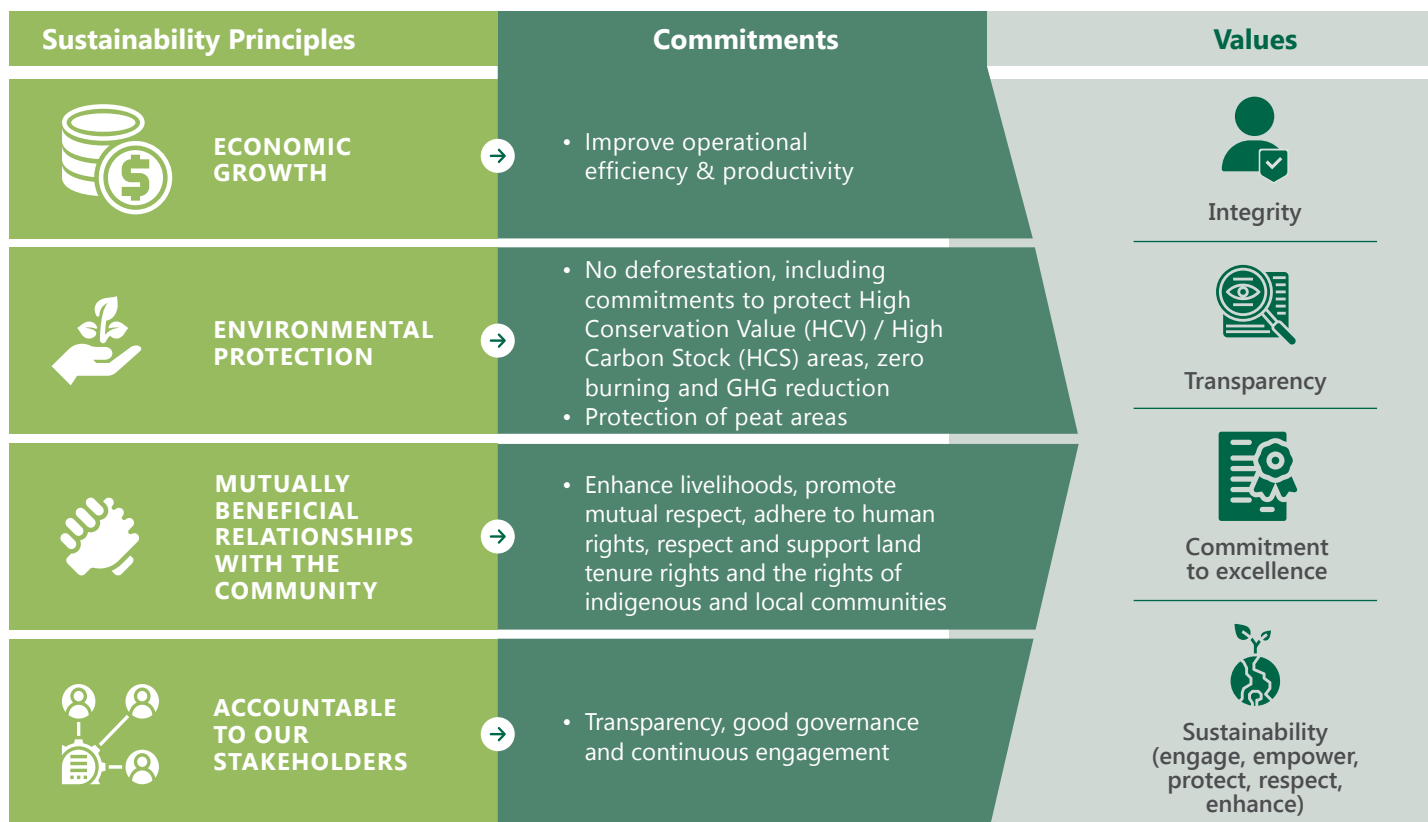 Sustainability Principles
Commitments
Values
ECONOMIC
GROWTH
• Improve operational
efficiency & productivity
ENVIRONMENTAL
PROTECTION
• No deforestation, including
commitments to protect High
Conservation Value (HCV) / High
Carbon Stock (HCS) areas, zero
burning and GHG reduction
• Protection of peat areas
MUTUALLY
BENEFICIAL
RELATIONSHIPS
WITH THE
COMMUNITY
• Enhance livelihoods, promote
mutual respect, adhere to human
rights, respect and support land
tenure rights and the rights of
indigenous and local communities
ACCOUNTABLE
TO OUR
STAKEHOLDERS
• Transparency, good governance
and continuous engagement
Integrity
Transparency
Commitment
to excellence
Sustainability
(engage, empower,
protect, respect,
enhance)